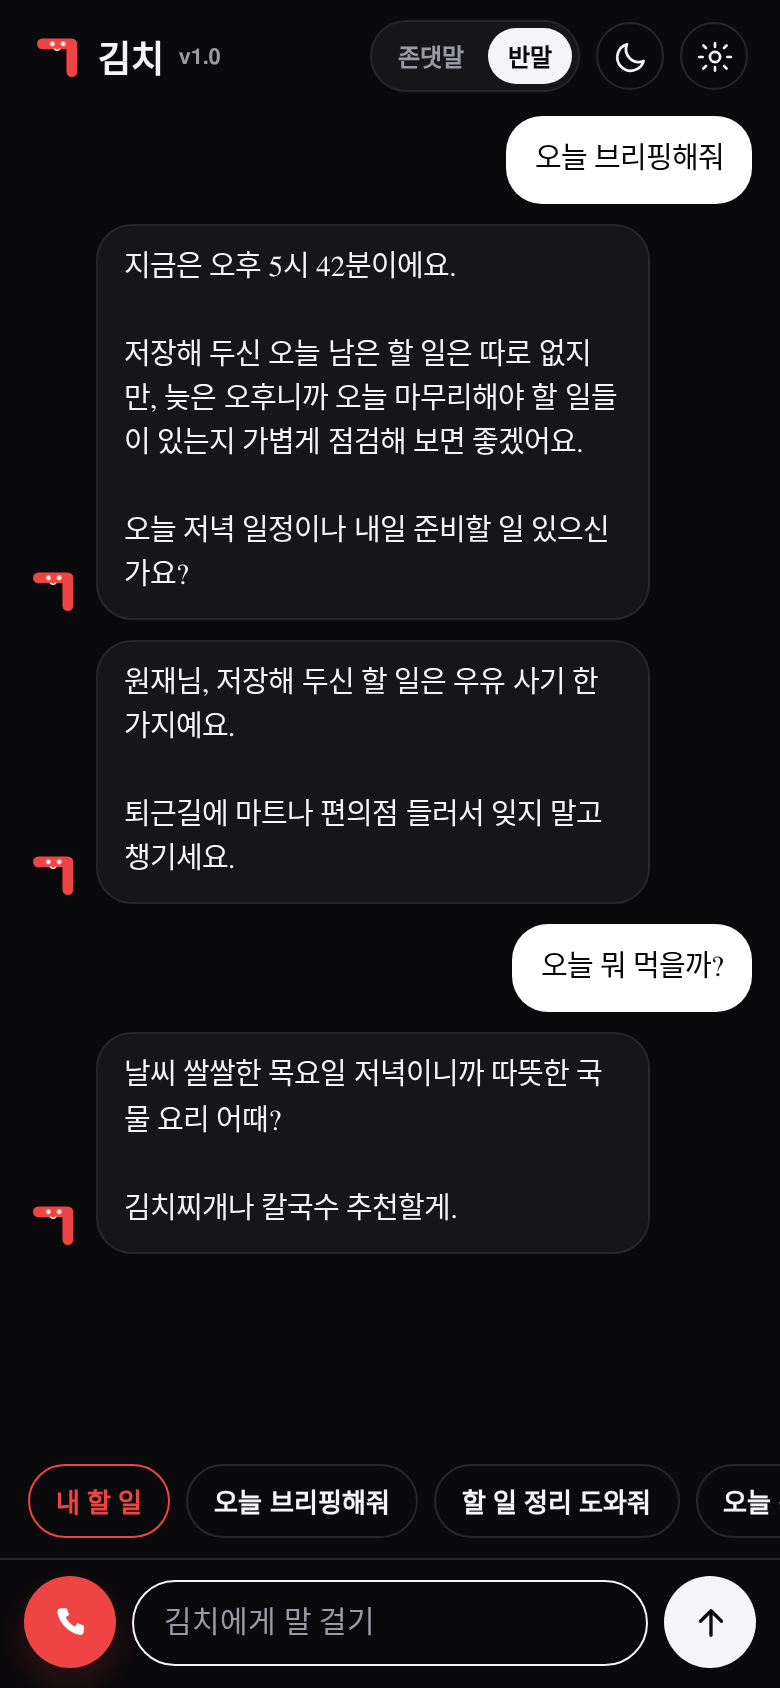 김치 v1.0
존댓말 반말
오늘 브리핑해줘
지금은 오후 5시 42분이에요.
저장해 두신 오늘 남은 할 일은 따로 없지
만, 늦은 오후니까 오늘 마무리해야 할 일들
이 있는지 가볍게 점검해 보면 좋겠어요.
오늘 저녁 일정이나 내일 준비할 일 있으신
가요?
원재님, 저장해 두신 할 일은 우유 사기 한
가지예요.
퇴근길에 마트나 편의점 들러서 잊지 말고
챙기세요.
오늘 뭐 먹을까?
날씨 쌀쌀한 목요일 저녁이니까 따뜻한 국
물 요리 어때?
김치찌개나 칼국수 추천할게.
내 할 일 오늘 브리핑해줘 할 일 정리 도와줘 오늘
김치에게 말 걸기